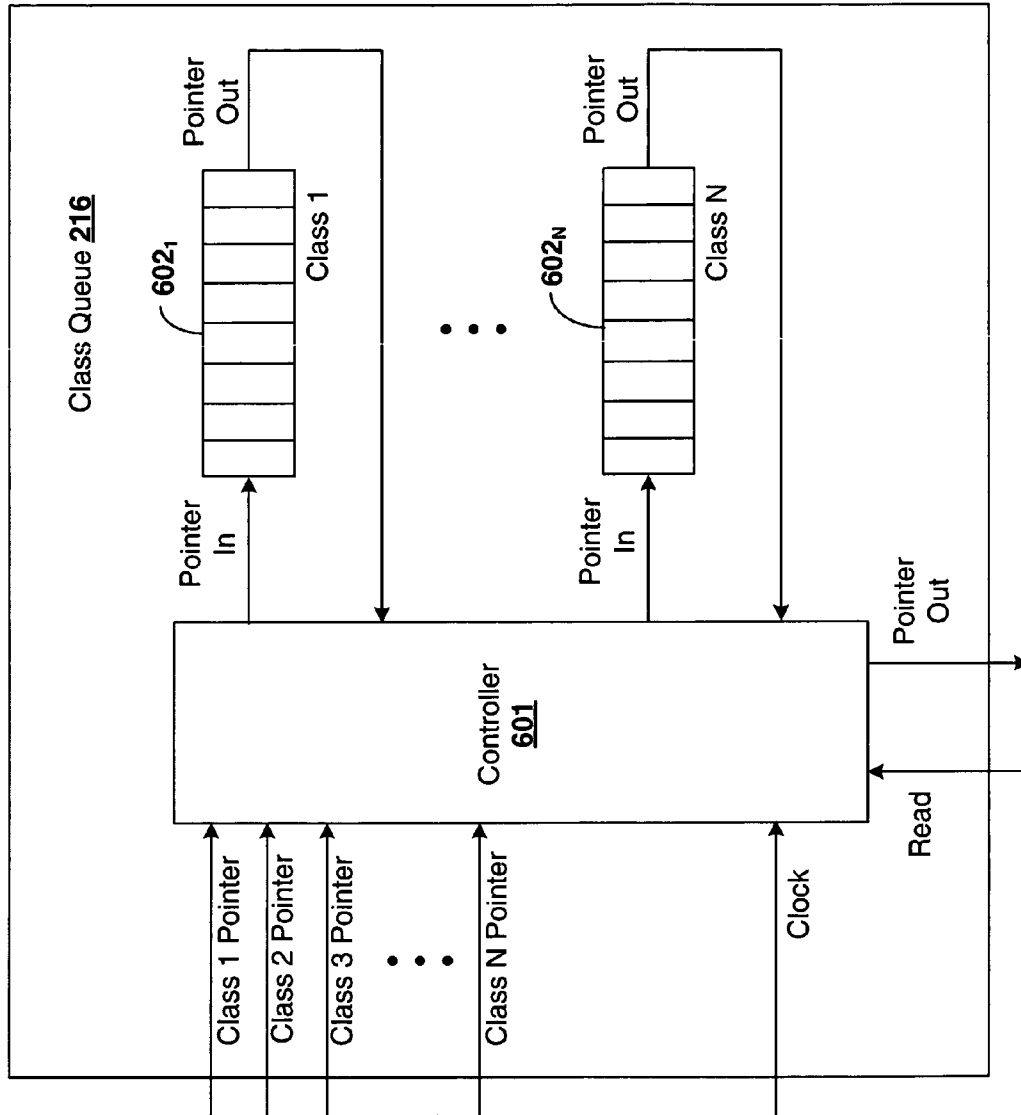 Class Queue 216
602₁
Pointer
Out
Class 1
Pointer
In
602N
Pointer
Out
Class N
Pointer
In
Controller
601
Pointer
Out
Read
Class 1 Pointer
Class 2 Pointer
Class 3 Pointer
Class N Pointer
Clock